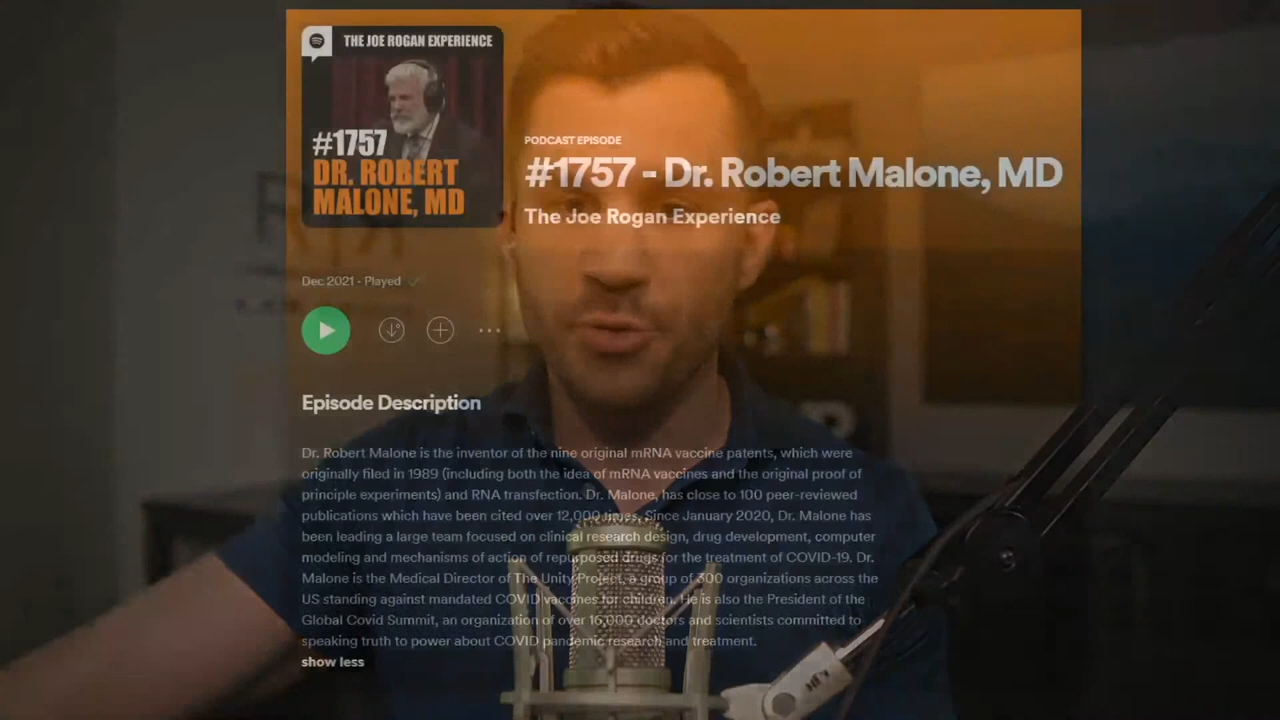 THE JOE ROGAN EXPERIENCE
#1757
DR. ROBERT
MALONE, MD
PODCAST EPISODE
#1757 - Dr. Robert Malone, MD
The Joe Rogan Experience
Dec 2021 - Played
Episode Description
Dr. Robert Malone is the inventor of the nine original mRNA vaccine patents, which were
originally filed in 1989 (including both the idea of mRNA vaccines and the original proof of
principle experiments) and RNA transfection. Dr. Malone, has close to 100 peer-reviewed
publications which have been cited over 12,000 times. Since January 2020, Dr. Malone has
been leading a large team focused on clinical research design, drug development, computer
modeling and mechanisms of action of repurposed drugs for the treatment of COVID-19. Dr.
Malone is the Medical Director of The Unity Project, a group of 300 organizations across the
US standing against mandated COVID vaccines for children. He is also the President of the
Global Covid Summit, an organization of over 16,000 doctors and scientists committed to
speaking truth to power about COVID pandemic research and treatment.
show less